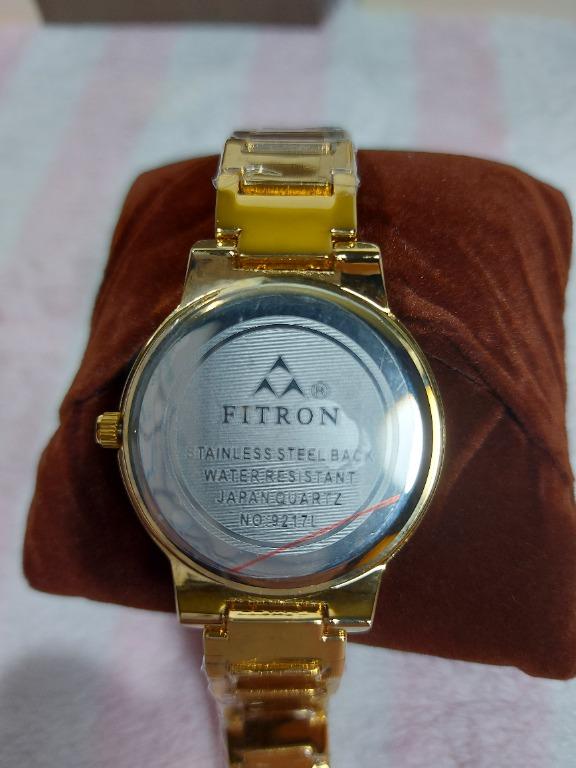 ®
FITRON
STAINLESS STEEL BACK
WATER RESISTANT
JAPAN QUARTZ
NO.9217L